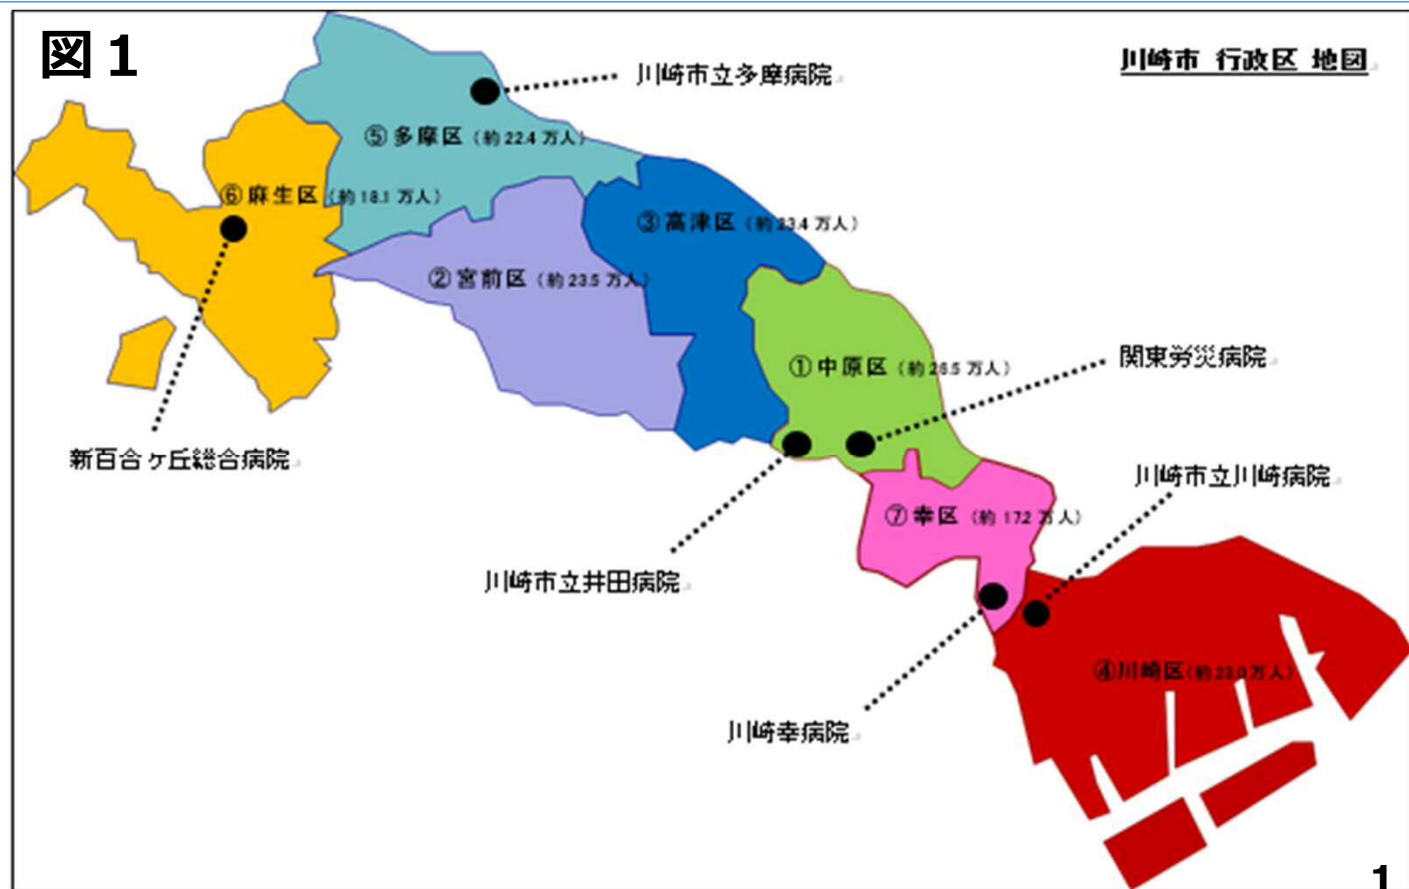 図1
川崎市 行政区 地図
川崎市立多摩病院
⑤多摩区（約22.4万人）
⑥麻生区（約18.1万人）
③高津区（約23.4万人）
②宮前区（約23.5万人）
①中原区（約26.5万人）
関東労災病院
新百合ヶ丘総合病院
川崎市立川崎病院
⑦幸区（約17.2万人）
川崎市立井田病院
④川崎区(約23.0万人)
川崎幸病院
1